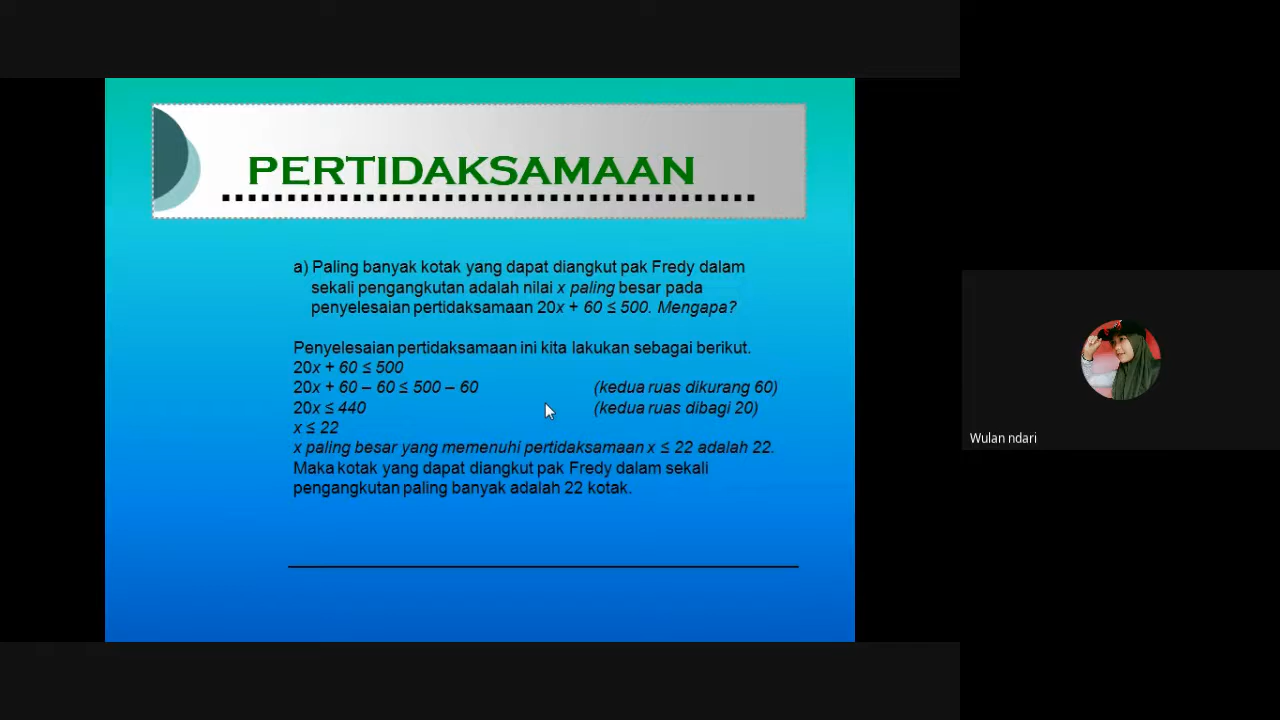 PERTIDAKSAMAAN
a) Paling banyak kotak yang dapat diangkut pak Fredy dalam
sekali pengangkutan adalah nilai x paling besar pada
penyelesaian pertidaksamaan 20x + 60 ≤ 500. Mengapa?
Penyelesaian pertidaksamaan ini kita lakukan sebagai berikut.
20x + 60 ≤ 500
20x + 60 – 60 ≤ 500 – 60 (kedua ruas dikurang 60)
20x ≤ 440 (kedua ruas dibagi 20)
x ≤ 22
x paling besar yang memenuhi pertidaksamaan x ≤ 22 adalah 22.
Maka kotak yang dapat diangkut pak Fredy dalam sekali
pengangkutan paling banyak adalah 22 kotak.
Wulan ndari